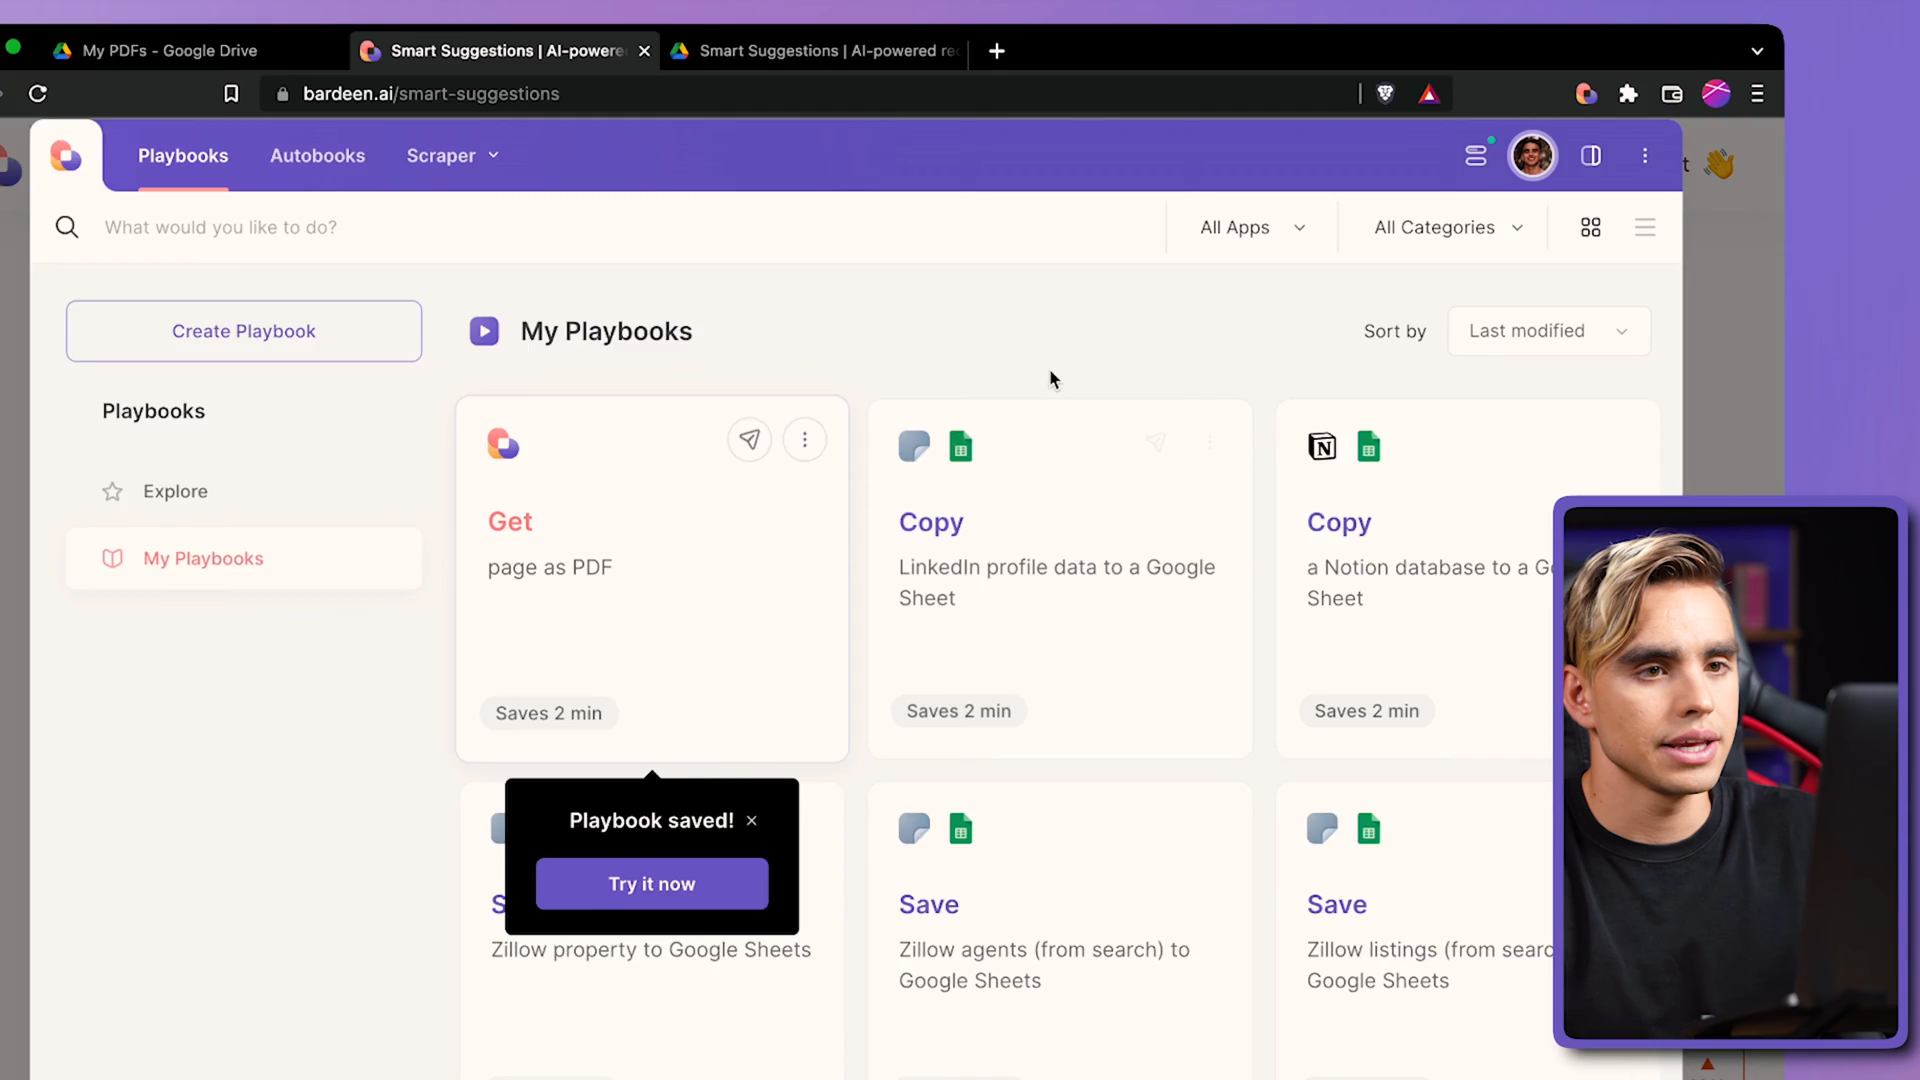 My PDFs - Google Drive
Smart Suggestions | AI-powere
Smart Suggestions | AI-powered rec
bardeen.ai/smart-suggestions
Playbooks
Autobooks
Scraper
t
What would you like to do?
All Apps
All Categories
Create Playbook
My Playbooks
Sort by
Last modified
Playbooks
Explore
My Playbooks
Get
page as PDF
Saves 2 min
Copy
LinkedIn profile data to a Google
Sheet
Saves 2 min
N
Copy
a Notion database to a Go
Sheet
Saves 2 min
Playbook saved!
Try it now
S
Zillow property to Google Sheets
Save
Zillow agents (from search) to
Google Sheets
Save
Zillow listings (from searc
Google Sheets